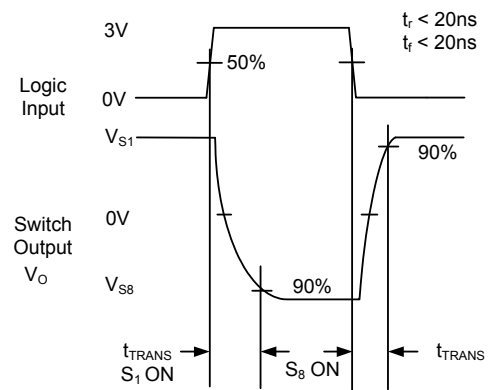 3V
t_r < 20ns
t_f < 20ns
50%
Logic
Input
0V
V_S1
90%
0V
Switch
Output
V_O
V_S8
90%
t_TRANS
S_1 ON
S_8 ON
t_TRANS